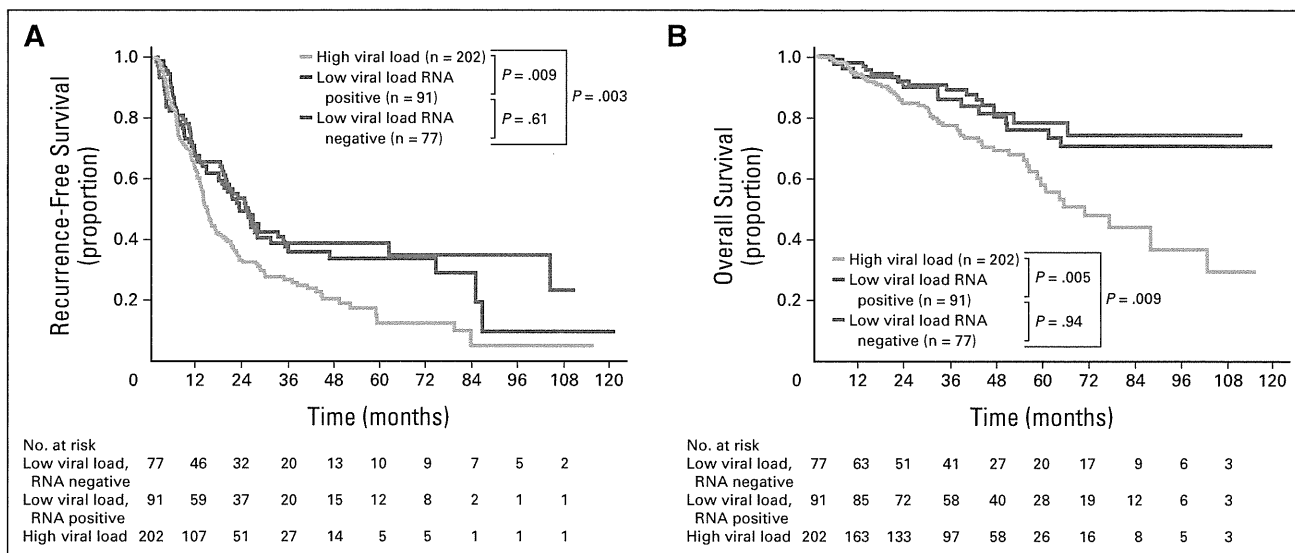 A
Recurrence-Free Survival
(proportion)
1.0
0.8
0.6
0.4
0.2
0
12 24 36 48 60 72 84 96 108 120
Time (months)
High viral load (n = 202)
Low viral load RNA
positive (n = 91)
Low viral load RNA
negative (n = 77)
P = .009
P = .61
P = .003
No. at risk
Low viral load, 77 46 32 20 13 10 9 7 5 2
RNA negative
Low viral load, 91 59 37 20 15 12 8 2 1 1
RNA positive
High viral load 202 107 51 27 14 5 5 1 1 1
B
Overall Survival
(proportion)
1.0
0.8
0.6
0.4
0.2
0
12 24 36 48 60 72 84 96 108 120
Time (months)
High viral load (n = 202)
Low viral load RNA
positive (n = 91)
Low viral load RNA
negative (n = 77)
P = .005
P = .94
P = .009
No. at risk
Low viral load, 77 63 51 41 27 20 17 9 6 3
RNA negative
Low viral load, 91 85 72 58 40 28 19 12 6 3
RNA positive
High viral load 202 163 133 97 58 26 16 8 5 3